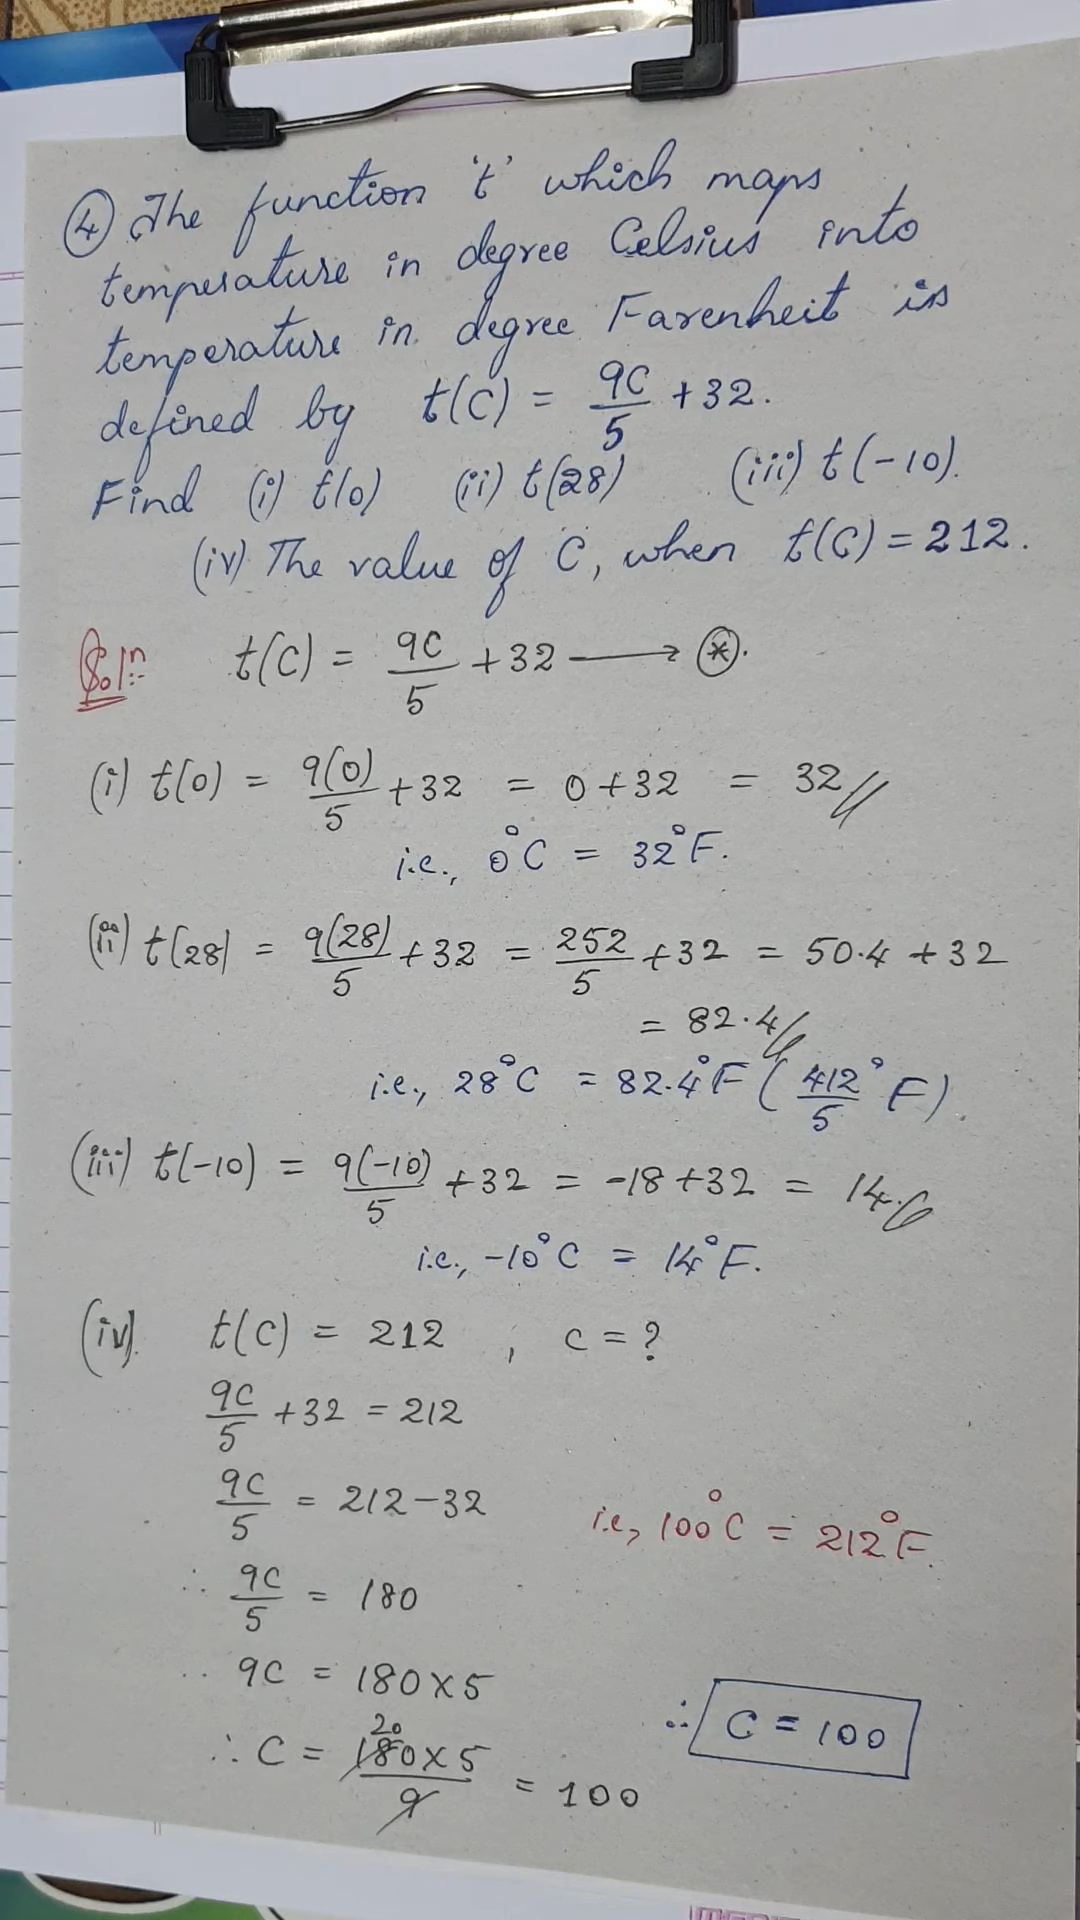 ④ The function 't' which maps
temperature in degree Celsius into
temperature in degree Farenheit is
defined by t(C) = 9C/5 + 32.
Find (i) t(0) (ii) t(28) (iii) t(-10).
(iv) The value of C, when t(C) = 212.
Soln:- t(C) = 9C/5 + 32 ⟶ ⊛.
(i) t(0) = 9(0)/5 + 32 = 0 + 32 = 32//
i.e., 0°C = 32°F.
(ii) t(28) = 9(28)/5 + 32 = 252/5 + 32 = 50.4 + 32
= 82.4//
i.e., 28°C = 82.4°F (412/5 °F).
(iii) t(-10) = 9(-10)/5 + 32 = -18 + 32 = 14.//
i.e., -10°C = 14°F.
(iv). t(C) = 212 , C = ?
9C/5 + 32 = 212
9C/5 = 212 - 32
i.e., 100°C = 212°F.
∴ 9C/5 = 180
∴ 9C = 180 × 5
∴ C = 180 × 5/9 = 100
20
∴ C = 100